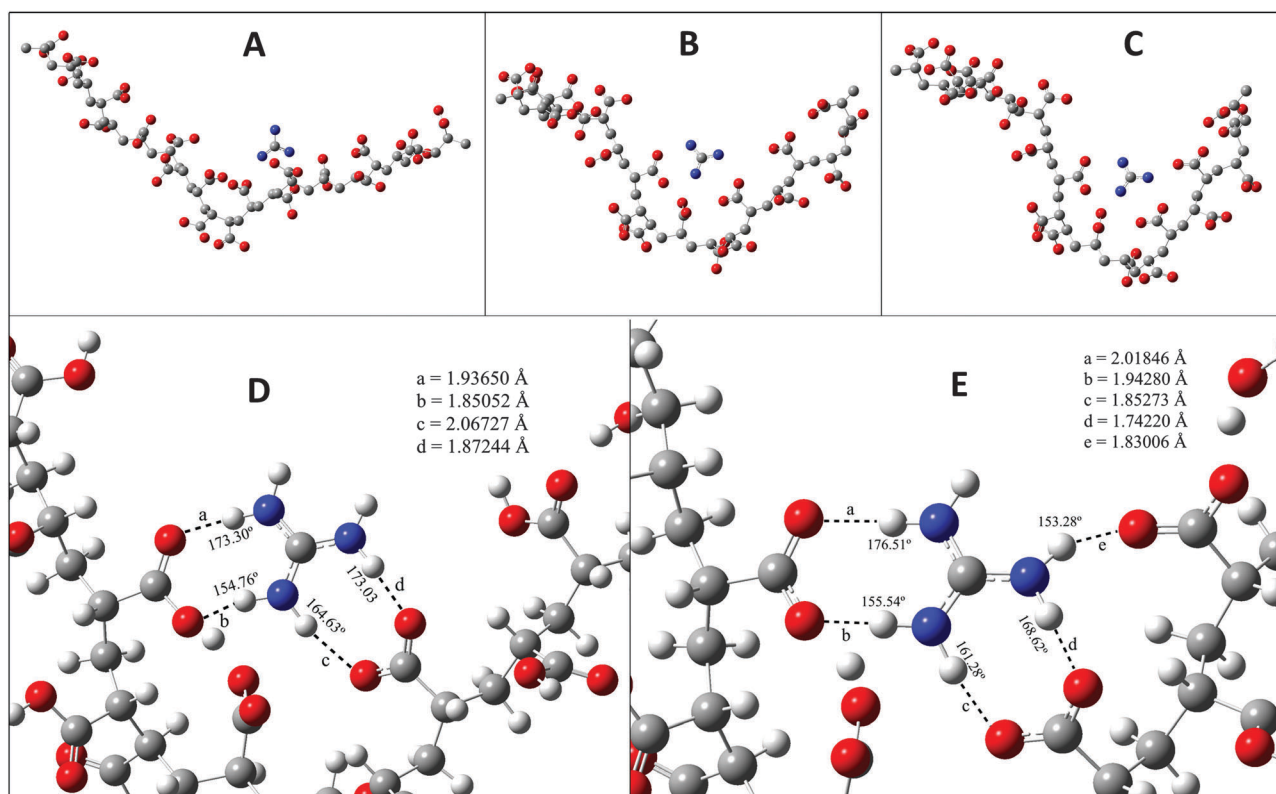 A
B
C
D
a = 1.93650 Å
b = 1.85052 Å
c = 2.06727 Å
d = 1.87244 Å
a
173.30º
154.76º
b
164.63º
c
173.03
d
E
a = 2.01846 Å
b = 1.94280 Å
c = 1.85273 Å
d = 1.74220 Å
e = 1.83006 Å
a
176.51º
153.28º
e
155.54º
b
161.28º
168.62º
d
c